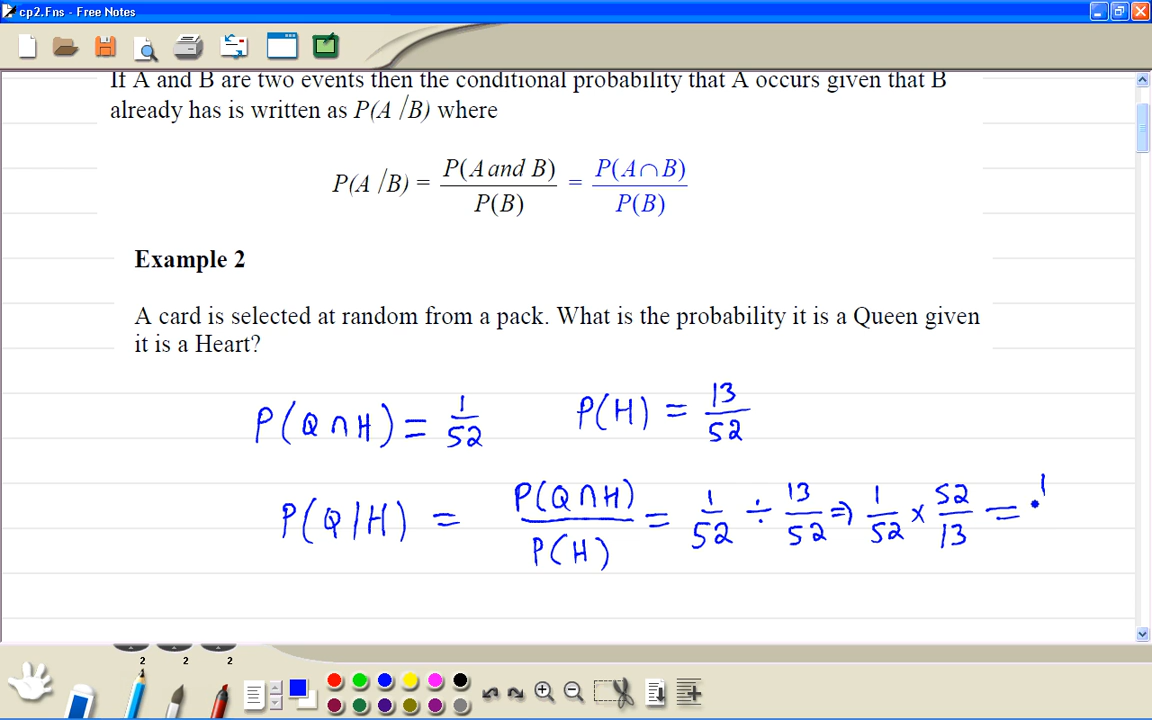 cp2.Fns - Free Notes
If A and B are two events then the conditional probability that A occurs given that B
already has is written as P(A /B) where
P(A /B) = P(A and B) / P(B) = P(A∩B) / P(B)
Example 2
A card is selected at random from a pack. What is the probability it is a Queen given
it is a Heart?
P(Q∩H) = 1/52 P(H) = 13/52
P(Q/H) = P(Q∩H) / P(H) = 1/52 ÷ 13/52 ⇒ 1/52 × 52/13 = 1
2 2 2